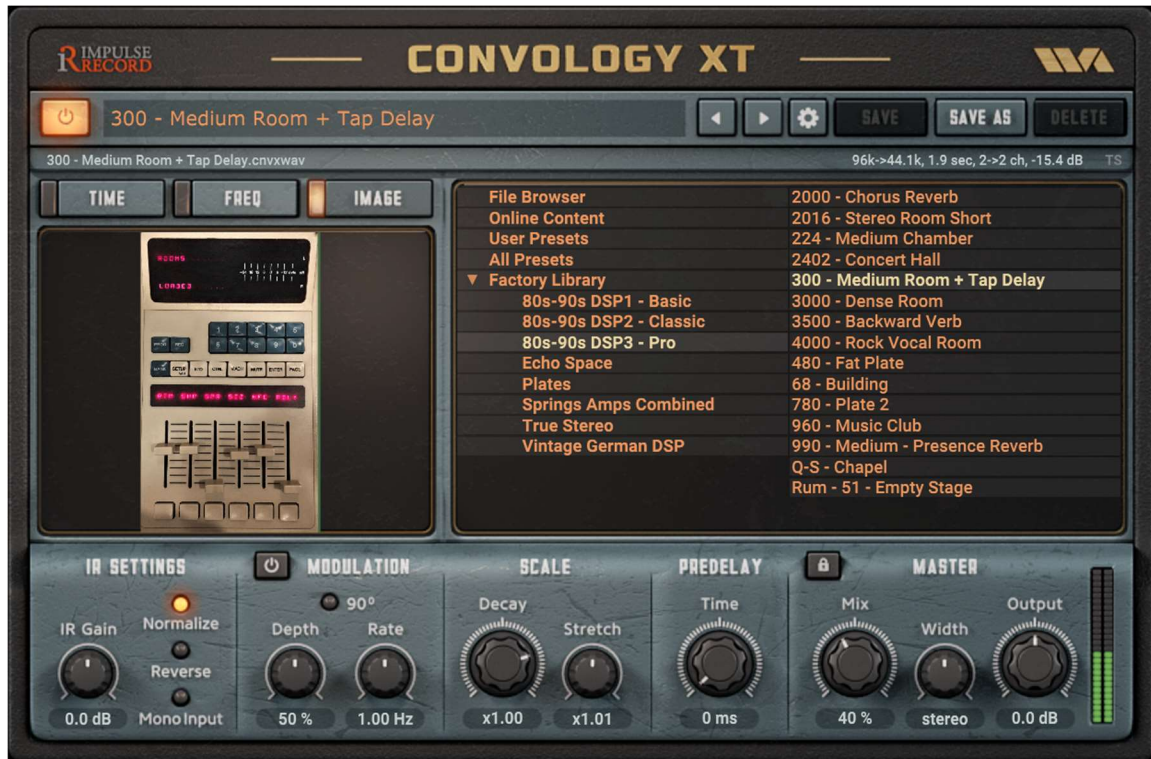 IMPULSE
RECORD
CONVOLOGY XT
300 - Medium Room + Tap Delay
SAVE
SAVE AS
DELETE
300 - Medium Room + Tap Delay.cnvxwav
96k->44.1k, 1.9 sec, 2->2 ch, -15.4 dB
TS
TIME
FREQ
IMAGE
ROOMS
File Browser
Online Content
User Presets
All Presets
▼ Factory Library
80s-90s DSP1 - Basic
80s-90s DSP2 - Classic
80s-90s DSP3 - Pro
Echo Space
Plates
Springs Amps Combined
True Stereo
Vintage German DSP
2000 - Chorus Reverb
2016 - Stereo Room Short
224 - Medium Chamber
2402 - Concert Hall
300 - Medium Room + Tap Delay
3000 - Dense Room
3500 - Backward Verb
4000 - Rock Vocal Room
480 - Fat Plate
68 - Building
780 - Plate 2
960 - Music Club
990 - Medium - Presence Reverb
Q-S - Chapel
Rum - 51 - Empty Stage
IR SETTINGS
Normalize
IR Gain
Reverse
0.0 dB
Mono Input
MODULATION
90º
Depth
Rate
50 %
1.00 Hz
SCALE
Decay
Stretch
x1.00
x1.01
PREDELAY
Time
0 ms
MASTER
Mix
Width
Output
40 %
stereo
0.0 dB